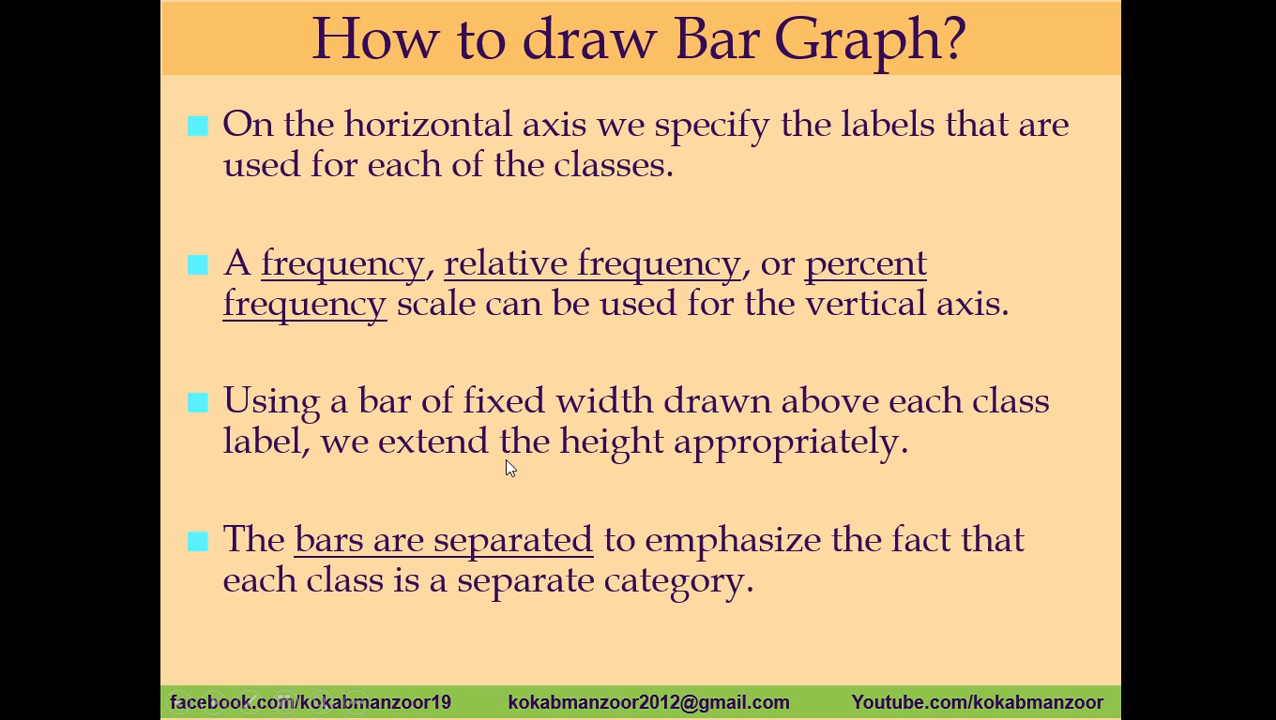 How to draw Bar Graph?
On the horizontal axis we specify the labels that are
used for each of the classes.
A frequency, relative frequency, or percent
frequency scale can be used for the vertical axis.
Using a bar of fixed width drawn above each class
label, we extend the height appropriately.
The bars are separated to emphasize the fact that
each class is a separate category.
facebook.com/kokabmanzoor19 kokabmanzoor2012@gmail.com Youtube.com/kokabmanzoor